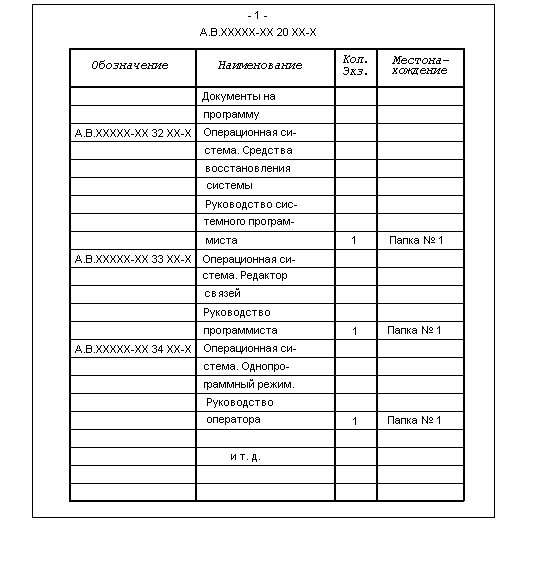 - 1 -
А.В.ХХХХХ-ХХ 20 ХХ-Х
Обозначение Наименование Кол. Экз. Местона-хождение
Документы на
программу
А.В.ХХХХХ-ХХ 32 ХХ-Х Операционная си-
стема. Средства
восстановления
системы
Руководство сис-
темного програм-
миста 1 Папка № 1
А.В.ХХХХХ-ХХ 33 ХХ-Х Операционная си-
стема. Редактор
связей
Руководство
программиста 1 Папка № 1
А.В.ХХХХХ-ХХ 34 ХХ-Х Операционная си-
стема. Однопро-
граммный режим.
Руководство
оператора 1 Папка № 1
и т. д.